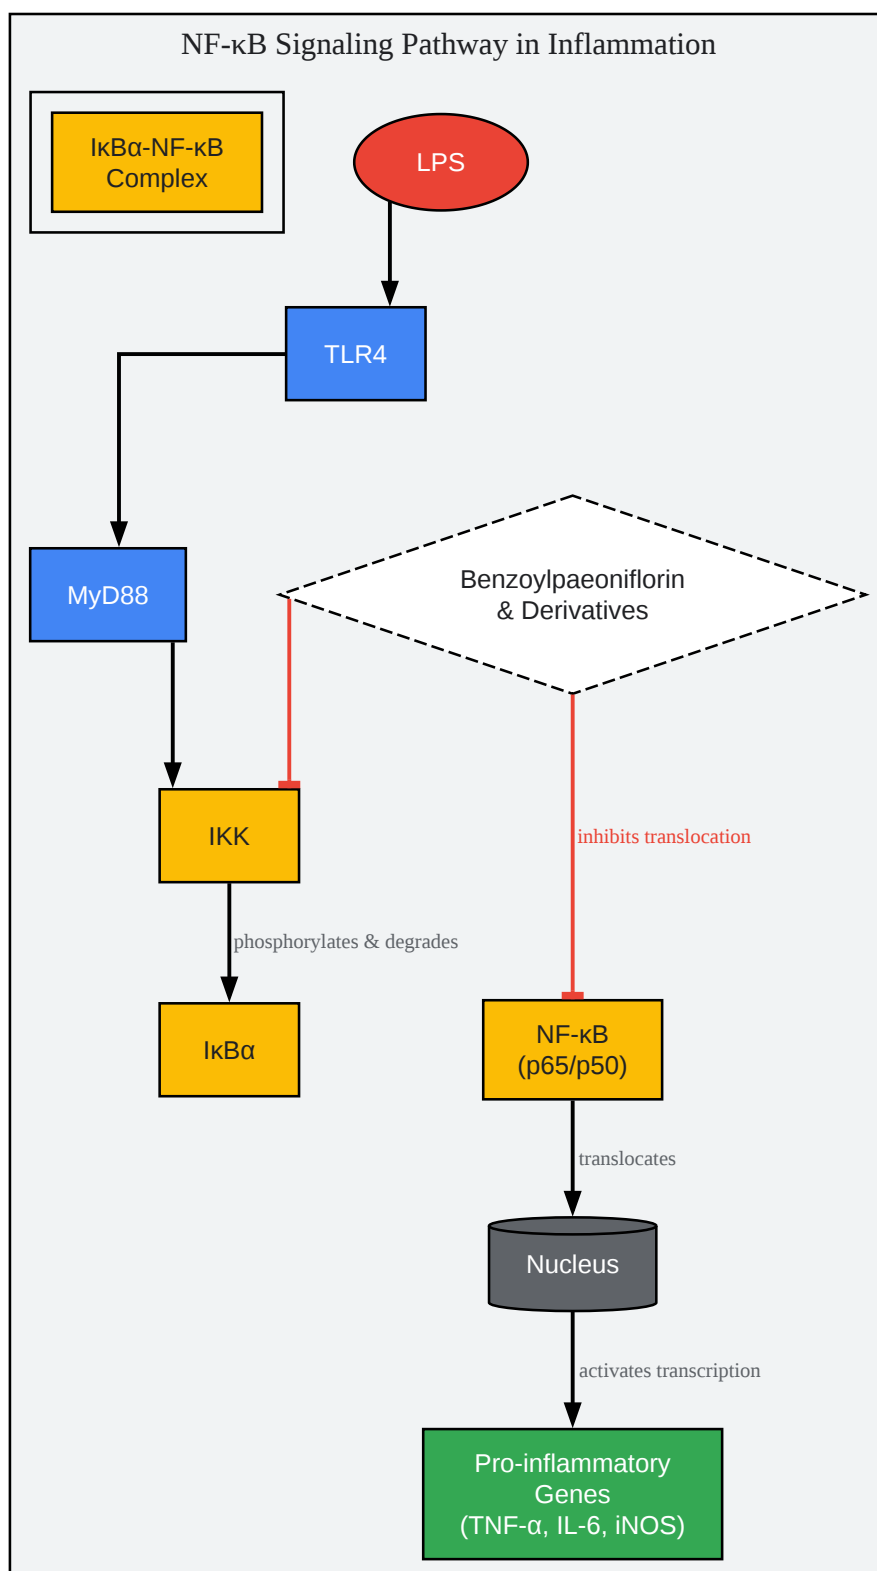 NF-κB Signaling Pathway in Inflammation
IκBα-NF-κB
Complex
LPS
TLR4
MyD88
Benzoylpaeoniflorin
& Derivatives
IKK
inhibits translocation
phosphorylates & degrades
IκBα
NF-κB
(p65/p50)
translocates
Nucleus
activates transcription
Pro-inflammatory
Genes
(TNF-α, IL-6, iNOS)